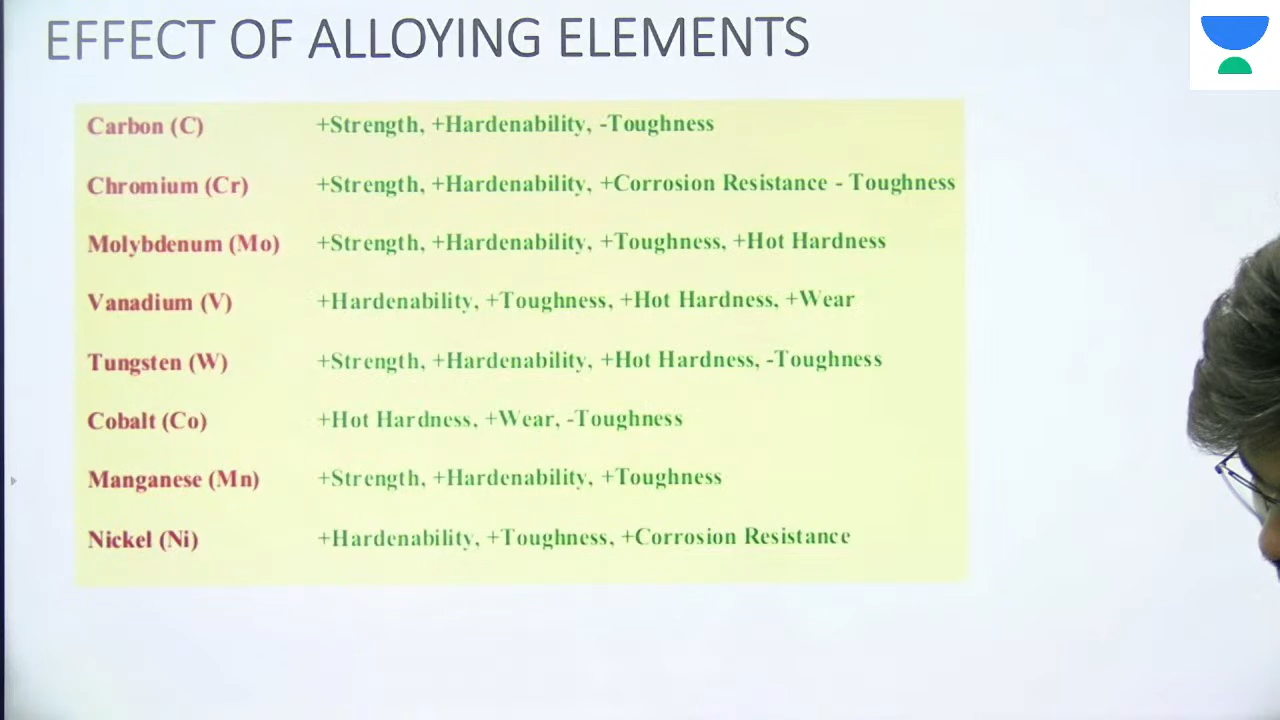 EFFECT OF ALLOYING ELEMENTS
Carbon (C) +Strength, +Hardenability, -Toughness
Chromium (Cr) +Strength, +Hardenability, +Corrosion Resistance - Toughness
Molybdenum (Mo) +Strength, +Hardenability, +Toughness, +Hot Hardness
Vanadium (V) +Hardenability, +Toughness, +Hot Hardness, +Wear
Tungsten (W) +Strength, +Hardenability, +Hot Hardness, -Toughness
Cobalt (Co) +Hot Hardness, +Wear, -Toughness
Manganese (Mn) +Strength, +Hardenability, +Toughness
Nickel (Ni) +Hardenability, +Toughness, +Corrosion Resistance